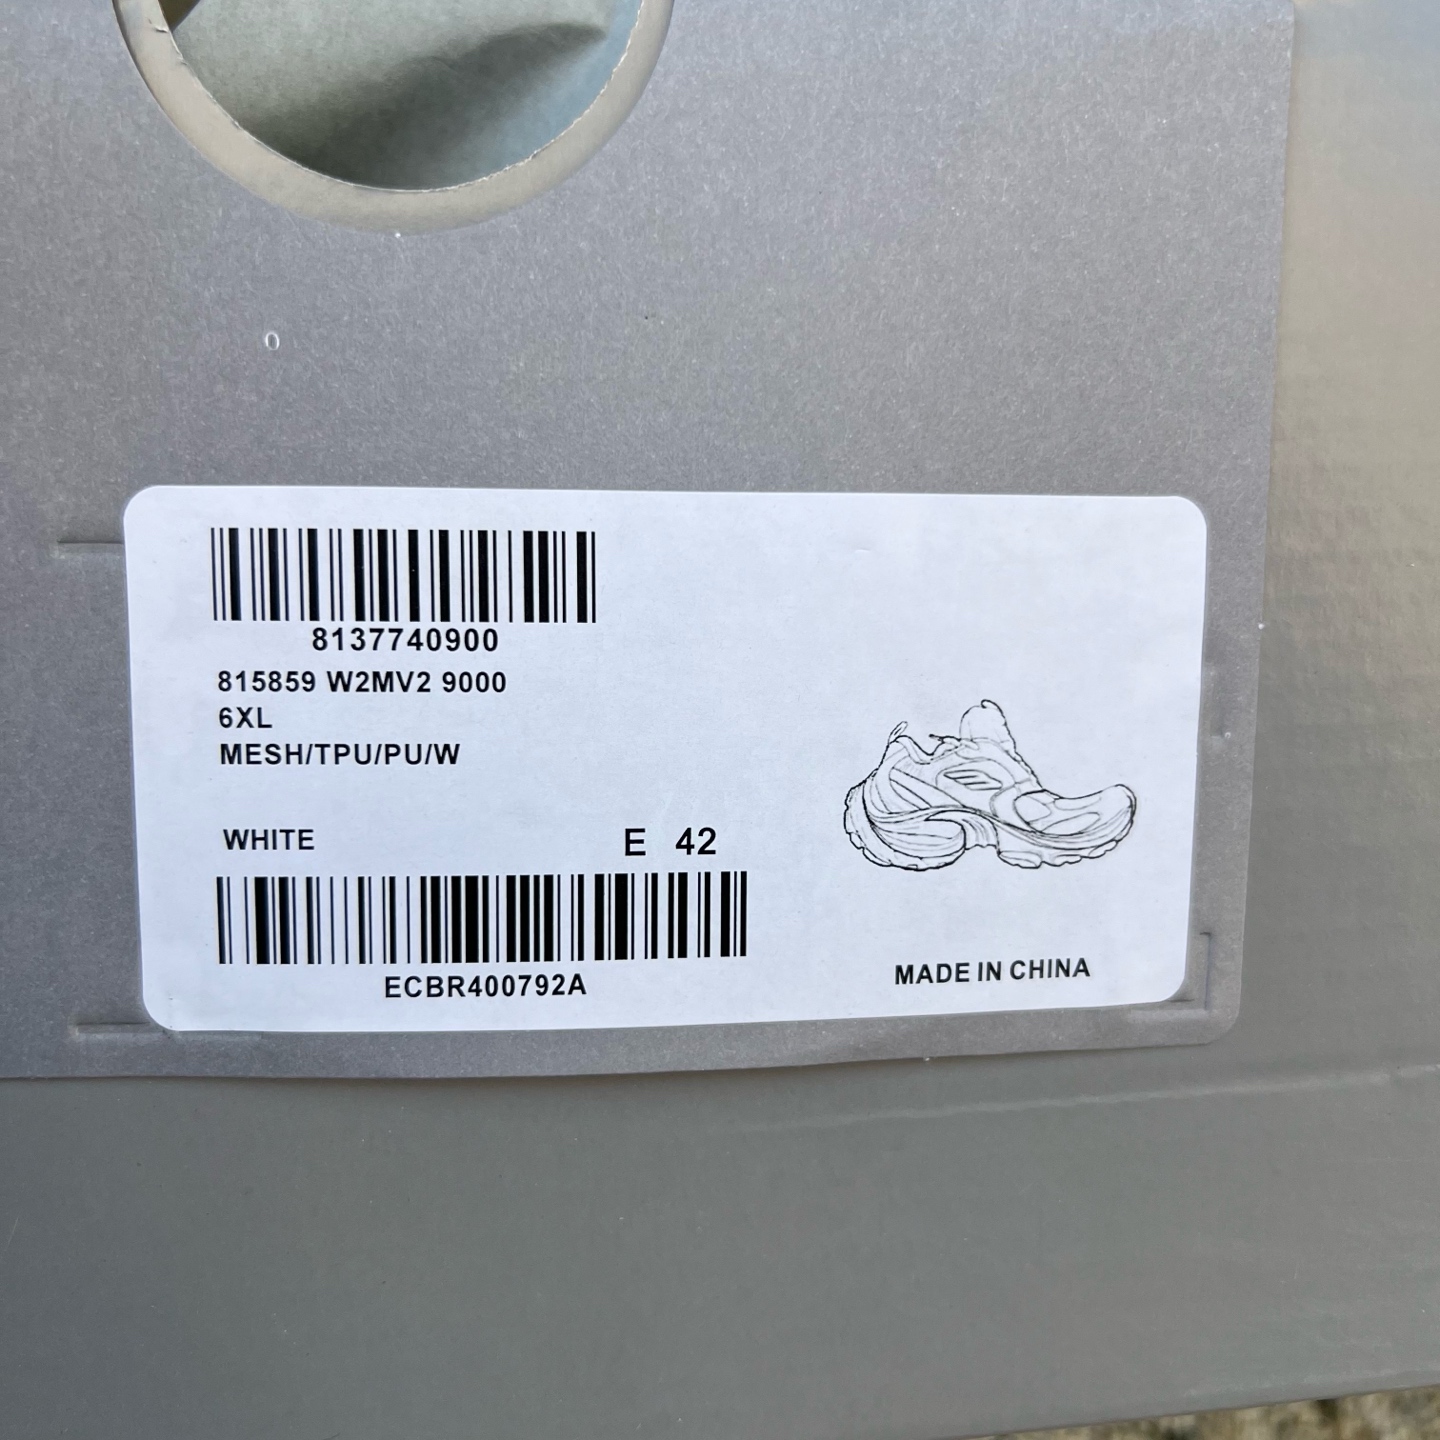 8137740900
815859 W2MV2 9000
6XL
MESH/TPU/PU/W
WHITE E 42
ECBR400792A
MADE IN CHINA